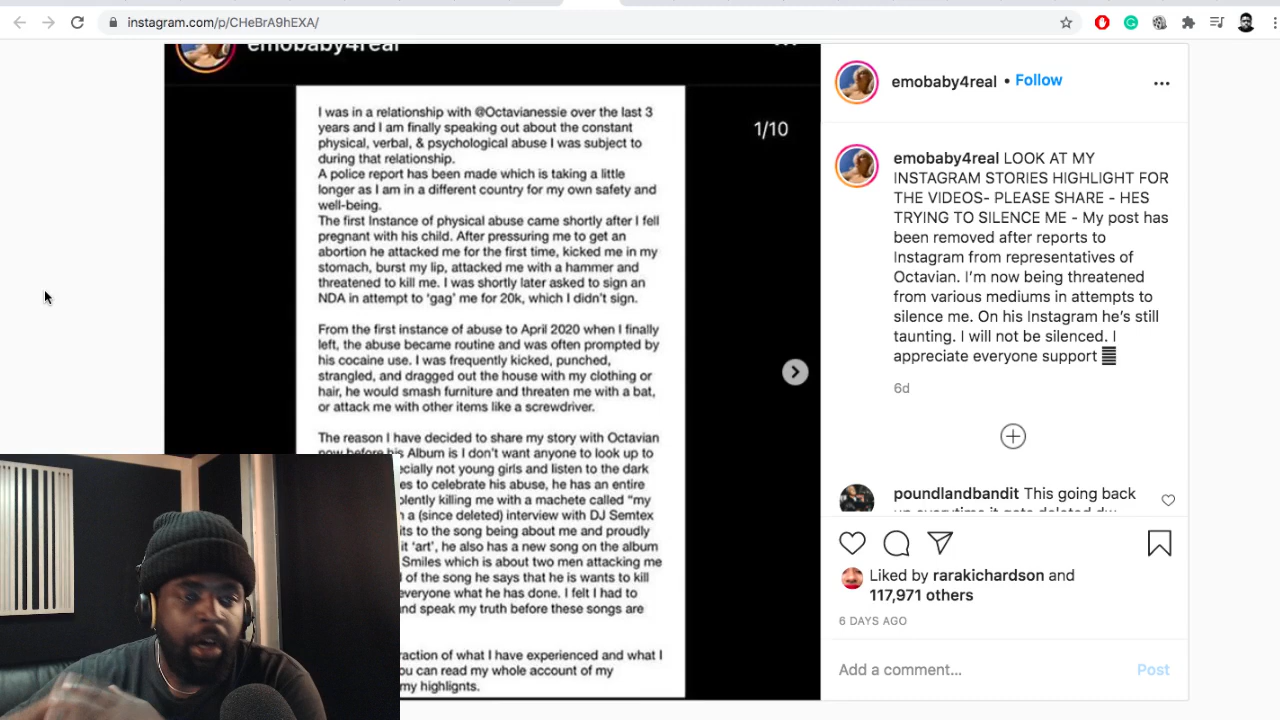 instagram.com/p/CHeBrA9hEXA/
emobaby4real
1/10
I was in a relationship with @Octavianessie over the last 3
years and I am finally speaking out about the constant
physical, verbal, & psychological abuse I was subject to
during that relationship.
A police report has been made which is taking a little
longer as I am in a different country for my own safety and
well-being.
The first Instance of physical abuse came shortly after I fell
pregnant with his child. After pressuring me to get an
abortion he attacked me for the first time, kicked me in my
stomach, burst my lip, attacked me with a hammer and
threatened to kill me. I was shortly later asked to sign an
NDA in attempt to ‘gag’ me for 20k, which I didn’t sign.
From the first instance of abuse to April 2020 when I finally
left, the abuse became routine and was often prompted by
his cocaine use. I was frequently kicked, punched,
strangled, and dragged out the house with my clothing or
hair, he would smash furniture and threaten me with a bat,
or attack me with other items like a screwdriver.
The reason I have decided to share my story with Octavian
now before his Album is I don’t want anyone to look up to
not young girls and listen to the dark
to celebrate his abuse, he has an entire
killing me with a machete called “my
a (since deleted) interview with DJ Semtex
to the song being about me and proudly
it ‘art’, he also has a new song on the album
Smiles which is about two men attacking me
of the song he says that he is wants to kill
everyone what he has done. I felt I had to
and speak my truth before these songs are
of what I have experienced and what I
can read my whole account of my
my highlignts.
emobaby4real • Follow
emobaby4real LOOK AT MY
INSTAGRAM STORIES HIGHLIGHT FOR
THE VIDEOS- PLEASE SHARE - HES
TRYING TO SILENCE ME - My post has
been removed after reports to
Instagram from representatives of
Octavian. I’m now being threatened
from various mediums in attempts to
silence me. On his Instagram he’s still
taunting. I will not be silenced. I
appreciate everyone support
6d
poundlandbandit This going back
up everytime it gets deleted dw
Liked by rarakichardson and
117,971 others
6 DAYS AGO
Add a comment...
Post